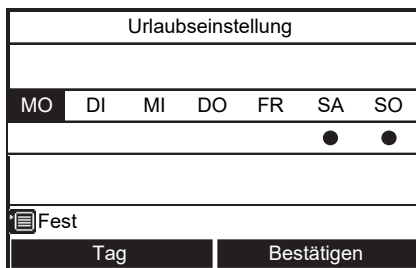 Urlaubseinstellung
MO DI MI DO FR SA SO
Fest
Tag Bestätigen